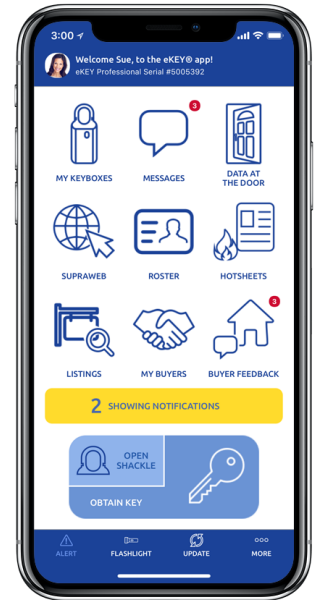 3:00
Welcome Sue, to the eKEY® app!
eKEY Professional Serial #5005392
MY KEYBOXES
3
MESSAGES
DATA AT
THE DOOR
SUPRAWEB
ROSTER
HOTSHEETS
LISTINGS
MY BUYERS
3
BUYER FEEDBACK
2 SHOWING NOTIFICATIONS
OPEN
SHACKLE
OBTAIN KEY
ALERT
FLASHLIGHT
UPDATE
MORE